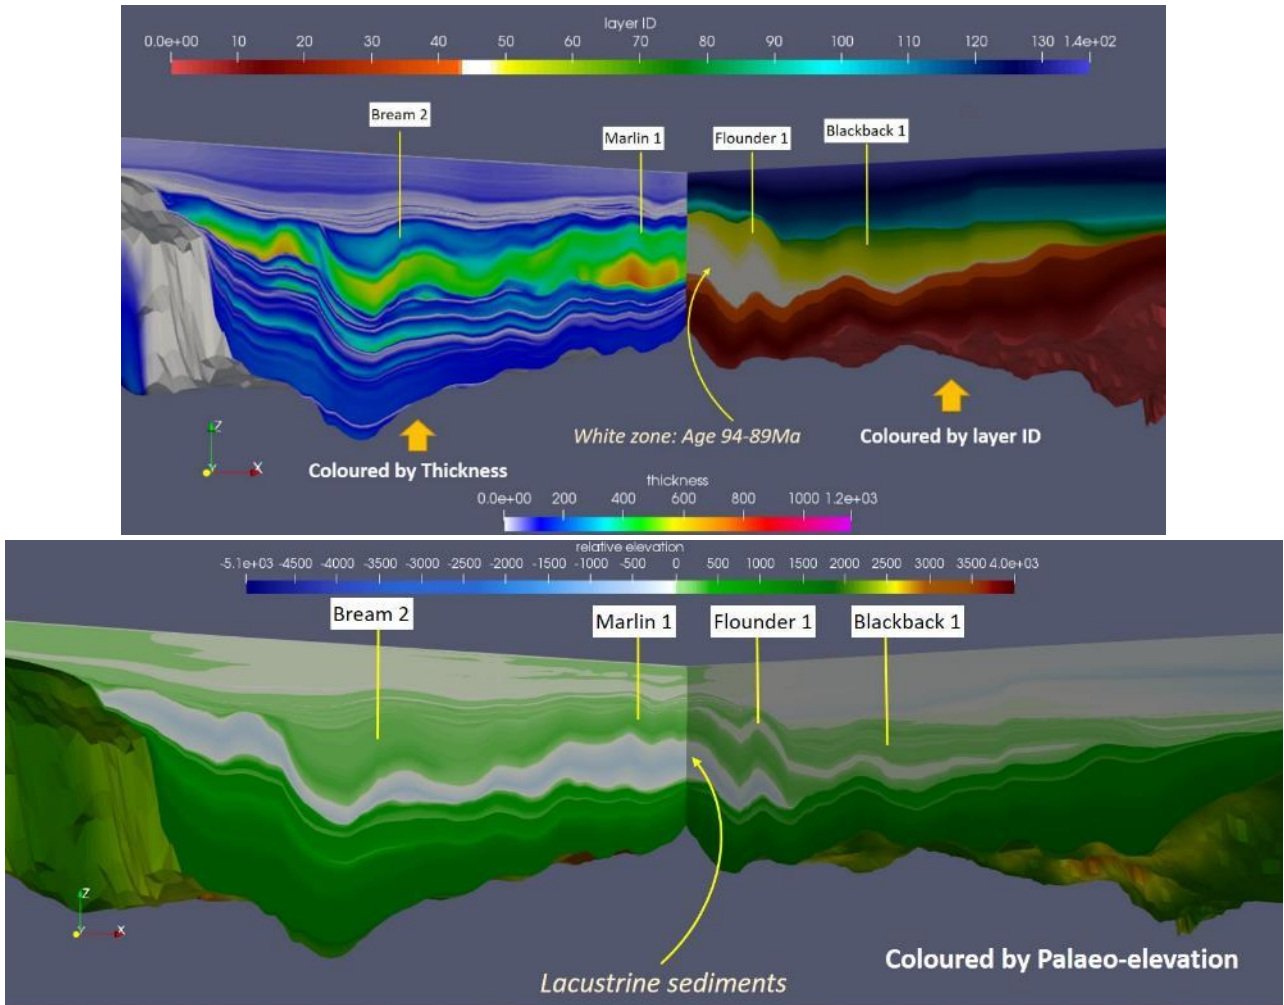 layer ID
0.0e+00 10 20 30 40 50 60 70 80 90 100 110 120 130 1.4e+02
Bream 2
Marlin 1
Flounder 1
Blackback 1
White zone: Age 94-89Ma
Coloured by layer ID
Coloured by Thickness
Z
Y
X
thickness
0.0e+00 200 400 600 800 1000 1.2e+03
relative elevation
-5.1e+03 -4500 -4000 -3500 -3000 -2500 -2000 -1500 -1000 -500 0 500 1000 1500 2000 2500 3000 3500 4.0e+03
Bream 2
Marlin 1
Flounder 1
Blackback 1
Z
Y
X
Coloured by Palaeo-elevation
Lacustrine sediments